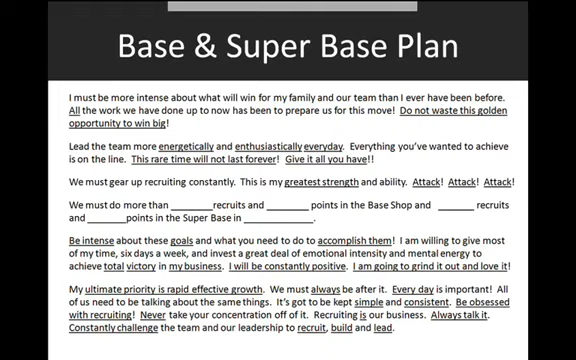 Base & Super Base Plan
I must be more intense about what will win for my family and our team than I ever have been before.
All the work we have done up to now has been to prepare us for this move! Do not waste this golden
opportunity to win big!
Lead the team more energetically and enthusiastically everyday. Everything you've wanted to achieve
is on the line. This rare time will not last forever! Give it all you have!!
We must gear up recruiting constantly. This is my greatest strength and ability. Attack! Attack! Attack!
We must do more than ________recruits and ________ points in the Base Shop and _______ recruits
and _______points in the Super Base in _____________.
Be intense about these goals and what you need to do to accomplish them! I am willing to give most
of my time, six days a week, and invest a great deal of emotional intensity and mental energy to
achieve total victory in my business. I will be constantly positive. I am going to grind it out and love it!
My ultimate priority is rapid effective growth. We must always be after it. Every day is important! All
of us need to be talking about the same things. It's got to be kept simple and consistent. Be obsessed
with recruiting! Never take your concentration off of it. Recruiting is our business. Always talk it.
Constantly challenge the team and our leadership to recruit, build and lead.